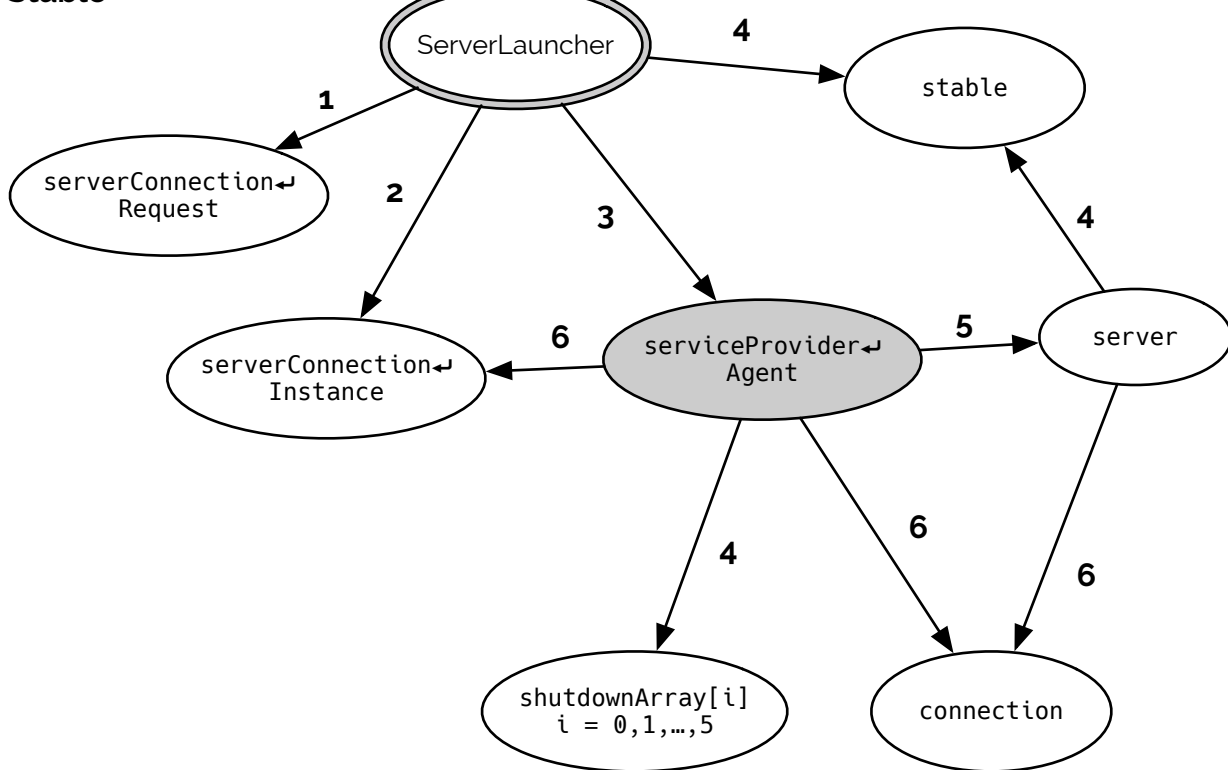 Stable
ServerLauncher
4
stable
1
serverConnection↵
Request
2
3
4
serviceProvider↵
Agent
5
server
6
serverConnection↵
Instance
6
4
6
shutdownArray[i]
i = 0,1,…,5
connection